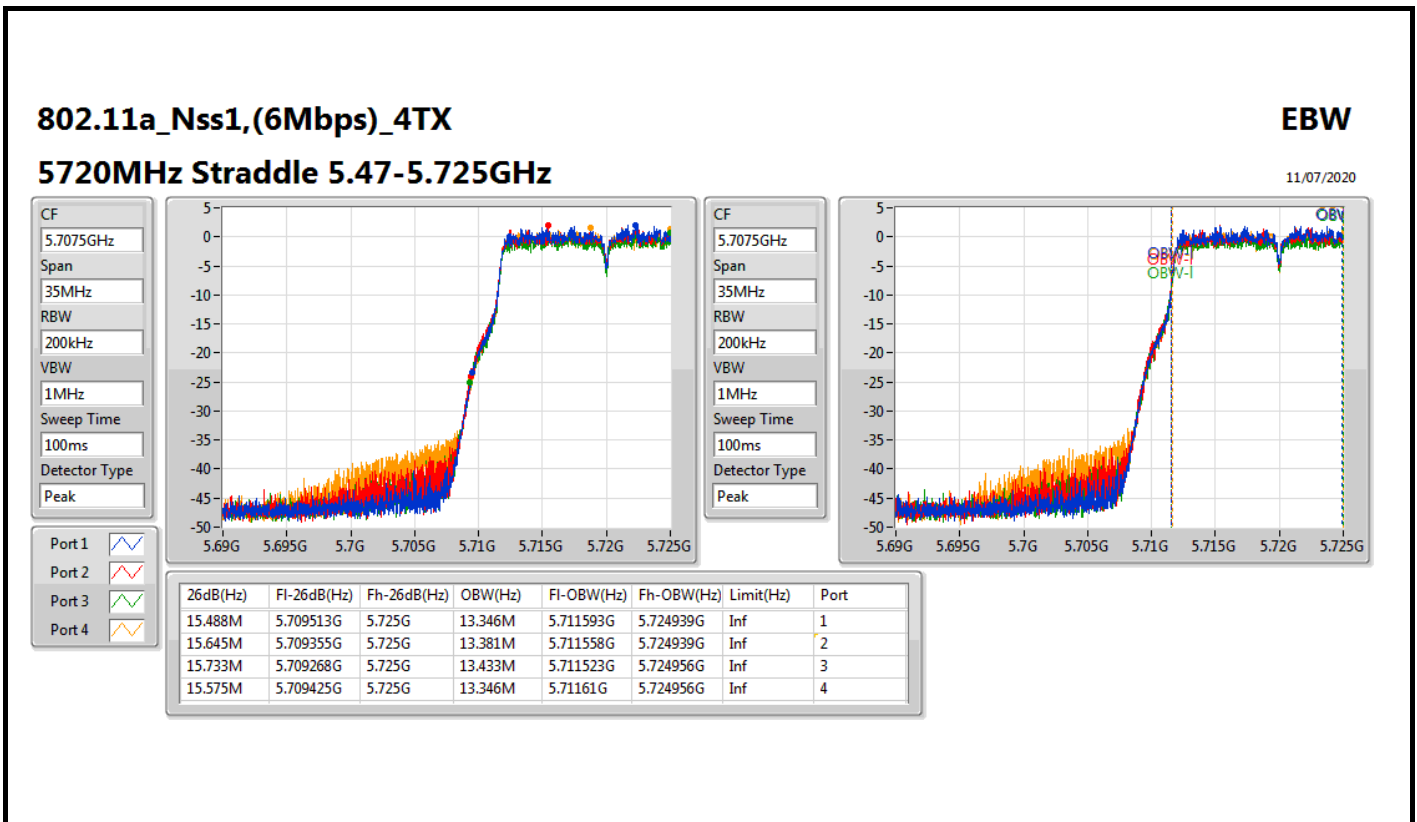 802.11a_Nss1,(6Mbps)_4TX
EBW
5720MHz Straddle 5.47-5.725GHz
11/07/2020
CF
5.7075GHz
Span
35MHz
RBW
200kHz
VBW
1MHz
Sweep Time
100ms
Detector Type
Peak
5
0
-5
-10
-15
-20
-25
-30
-35
-40
-45
-50
5.69G 5.695G 5.7G 5.705G 5.71G 5.715G 5.72G 5.725G
CF
5.7075GHz
Span
35MHz
RBW
200kHz
VBW
1MHz
Sweep Time
100ms
Detector Type
Peak
5
0
-5
-10
-15
-20
-25
-30
-35
-40
-45
-50
OBW-l
OBW-l
5.69G 5.695G 5.7G 5.705G 5.71G 5.715G 5.72G 5.725G
Port 1
Port 2
Port 3
Port 4
26dB(Hz) Fl-26dB(Hz) Fh-26dB(Hz) OBW(Hz) Fl-OBW(Hz) Fh-OBW(Hz) Limit(Hz) Port
15.488M 5.709513G 5.725G 13.346M 5.711593G 5.724939G Inf 1
15.645M 5.709355G 5.725G 13.381M 5.711558G 5.724939G Inf 2
15.733M 5.709268G 5.725G 13.433M 5.711523G 5.724956G Inf 3
15.575M 5.709425G 5.725G 13.346M 5.71161G 5.724956G Inf 4